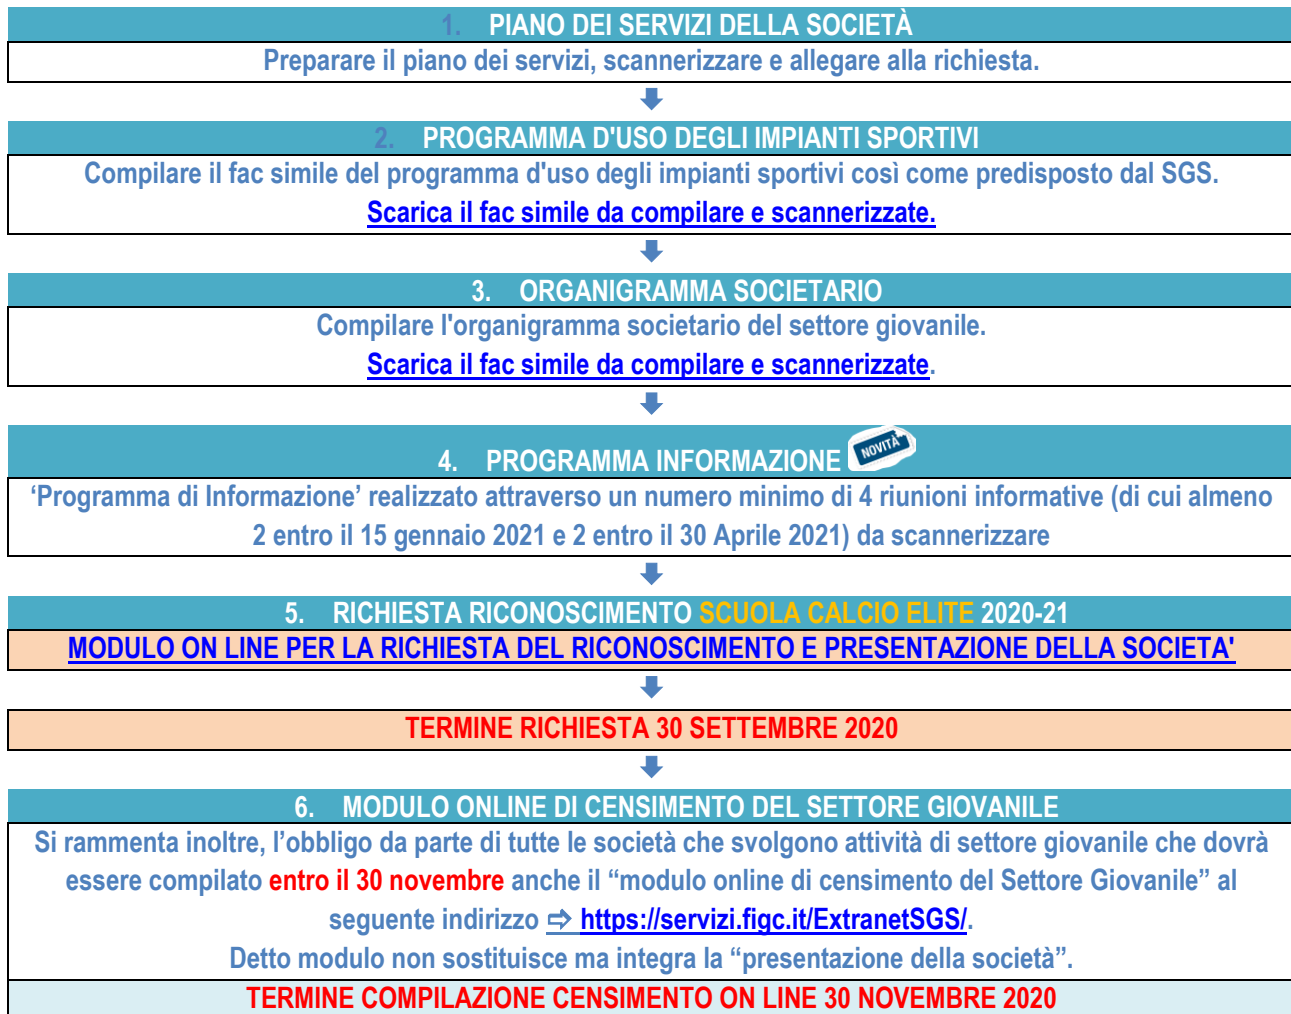 1. PIANO DEI SERVIZI DELLA SOCIETÀ
Preparare il piano dei servizi, scannerizzare e allegare alla richiesta.
2. PROGRAMMA D'USO DEGLI IMPIANTI SPORTIVI
Compilare il fac simile del programma d'uso degli impianti sportivi così come predisposto dal SGS.
Scarica il fac simile da compilare e scannerizzate.
3. ORGANIGRAMMA SOCIETARIO
Compilare l'organigramma societario del settore giovanile.
Scarica il fac simile da compilare e scannerizzate.
4. PROGRAMMA INFORMAZIONE NOVITÀ
‘Programma di Informazione’ realizzato attraverso un numero minimo di 4 riunioni informative (di cui almeno
2 entro il 15 gennaio 2021 e 2 entro il 30 Aprile 2021) da scannerizzare
5. RICHIESTA RICONOSCIMENTO SCUOLA CALCIO ELITE 2020-21
MODULO ON LINE PER LA RICHIESTA DEL RICONOSCIMENTO E PRESENTAZIONE DELLA SOCIETA'
TERMINE RICHIESTA 30 SETTEMBRE 2020
6. MODULO ONLINE DI CENSIMENTO DEL SETTORE GIOVANILE
Si rammenta inoltre, l’obbligo da parte di tutte le società che svolgono attività di settore giovanile che dovrà
essere compilato entro il 30 novembre anche il “modulo online di censimento del Settore Giovanile” al
seguente indirizzo ⇨ https://servizi.figc.it/ExtranetSGS/.
Detto modulo non sostituisce ma integra la “presentazione della società”.
TERMINE COMPILAZIONE CENSIMENTO ON LINE 30 NOVEMBRE 2020